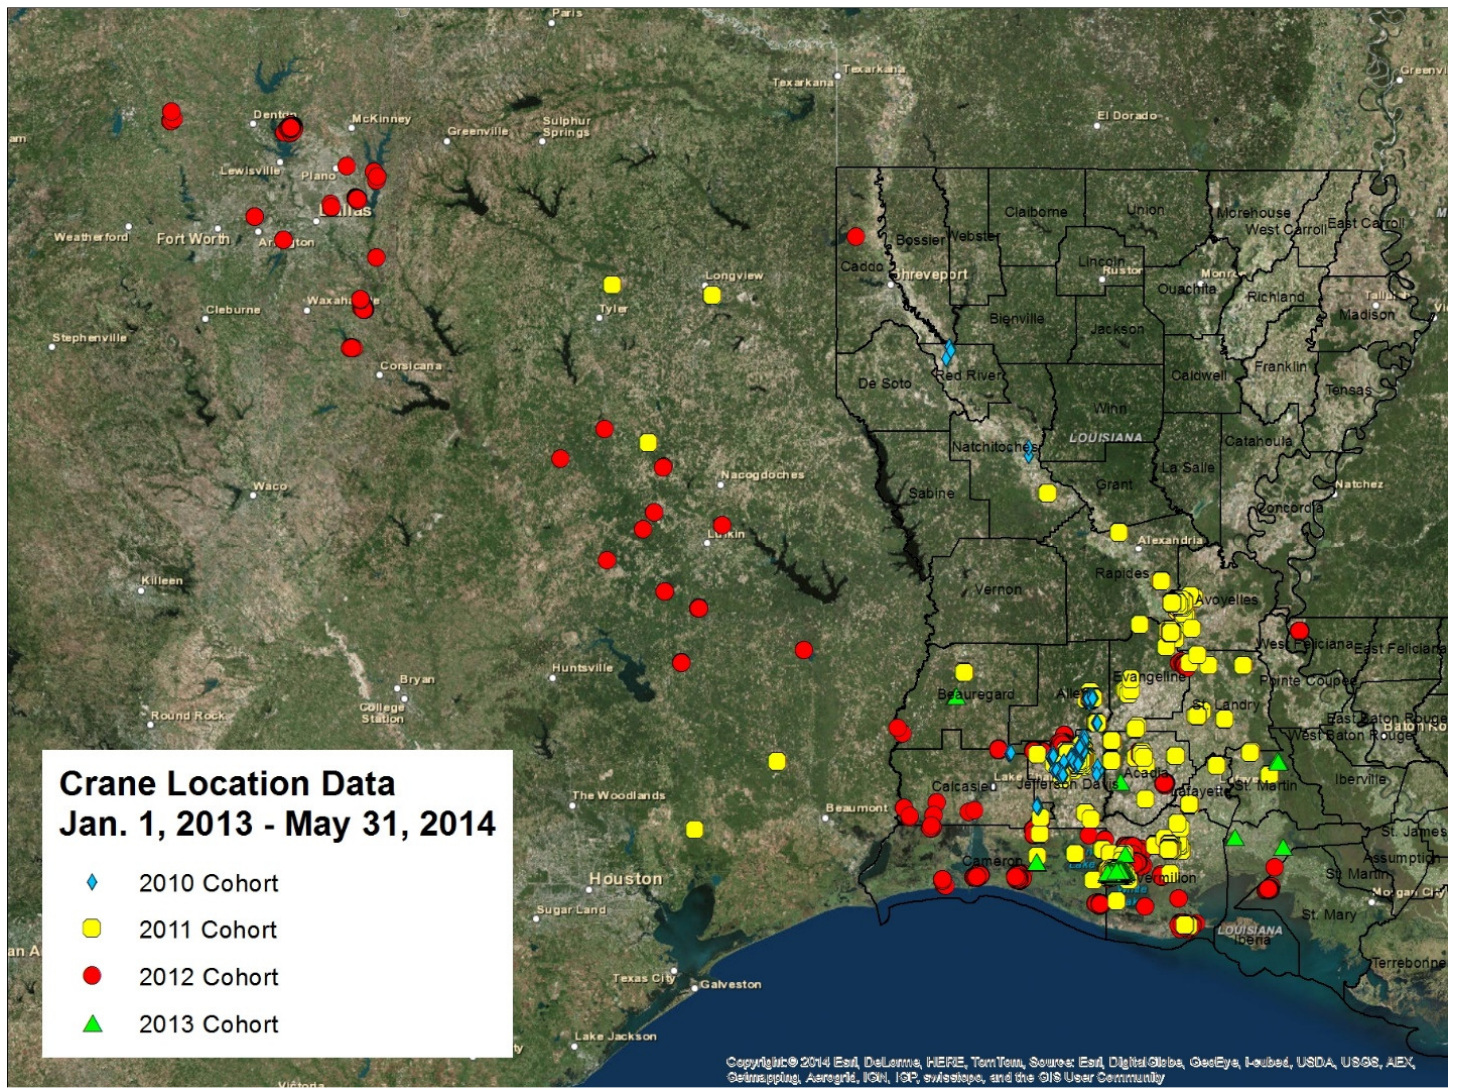 Paris
Texarkana
Texarkana
El Dorado
Denton
McKinney
Greenville
Sulphur
Springs
Lewisville
Plano
Dallas
Weatherford
Fort Worth
Claiborne
Union
Morehouse
West Carroll
East Carroll
Bossier
Webster
Caddo
Shreveport
Lincoln
Ouachita
Richland
Madison
Longview
Tyler
Cleburne
Bienville
Jackson
Stephenville
Corsicana
De Soto
Red River
Caldwell
Franklin
Tensas
Winn
Natchitoches
LOUISIANA
Catahoula
La Salle
Waco
Nacogdoches
Sabine
Grant
Natchez
Concordia
Alexandria
Killeen
Rapides
Vernon
Avoyelles
Huntsville
West Feliciana
East Feliciana
Bryan
College
Station
Beauregard
Evangeline
Pointe Coupee
Round Rock
St. Landry
East Baton Rouge
West Baton Rouge
Crane Location Data
Jan. 1, 2013 - May 31, 2014
2010 Cohort
2011 Cohort
2012 Cohort
2013 Cohort
Calcasieu
Jefferson Davis
Acadia
Lafayette
St. Martin
Iberville
The Woodlands
Beaumont
St. James
Assumption
Cameron
Vermilion
St. Martin
Houston
Morgan City
Sugar Land
St. Mary
LOUISIANA
Iberia
Terrebonne
Texas City
Galveston
Lake Jackson
Victoria
Copyright:© 2014 Esri, DeLorme, HERE, TomTom, Source: Esri, DigitalGlobe, GeoEye, i-cubed, USDA, USGS, AEX,
Getmapping, Aerogrid, IGN, IGP, swisstopo, and the GIS User Community